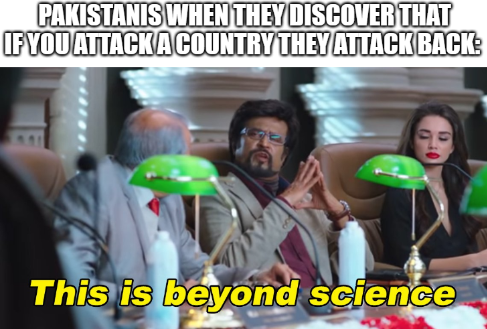 PAKISTANIS WHEN THEY DISCOVER THAT
IF YOU ATTACK A COUNTRY THEY ATTACK BACK:
This is beyond science